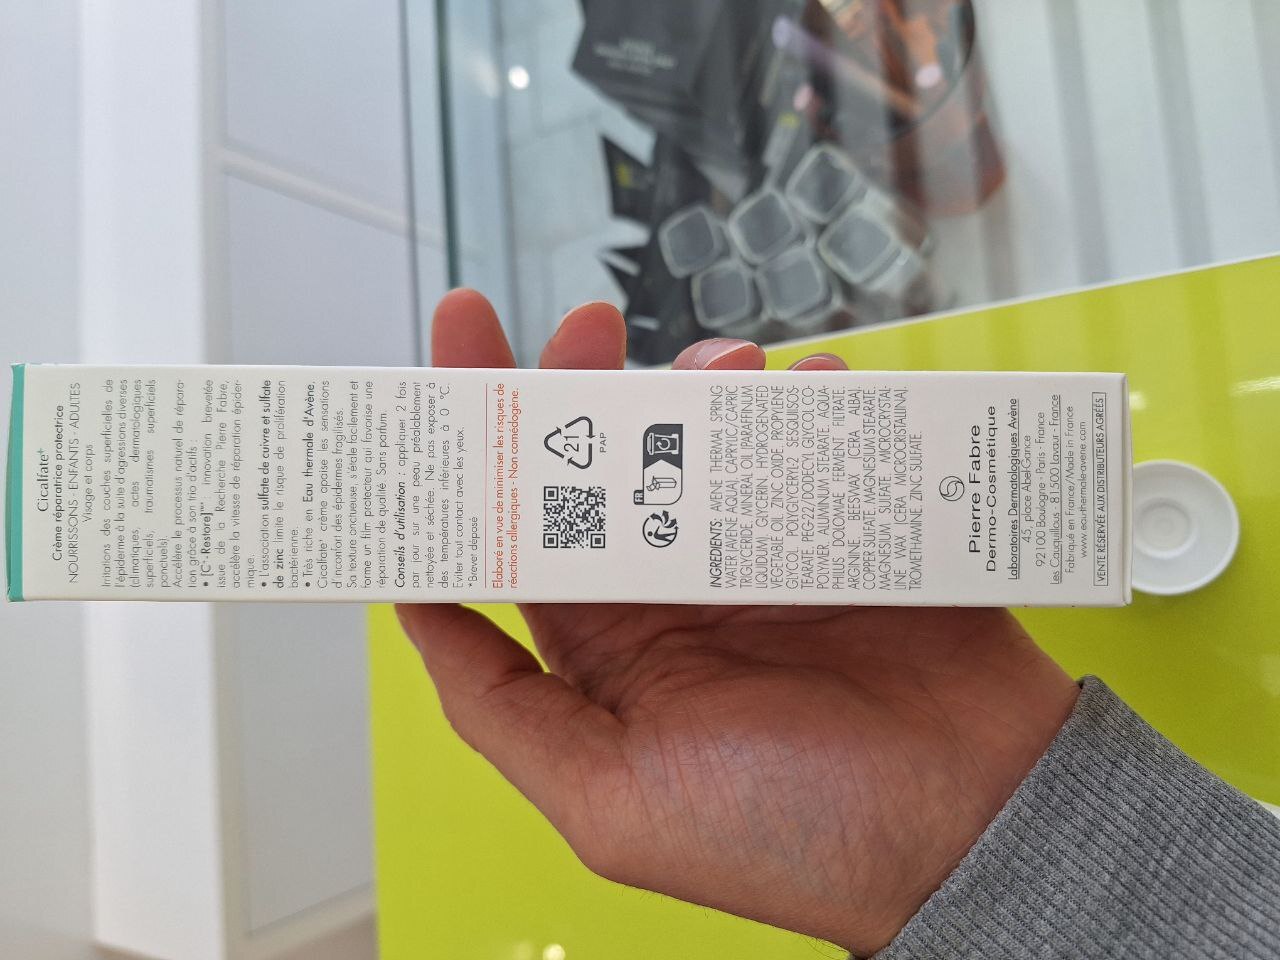 Cicalfate+
Crème réparatrice protectrice
NOURRISSONS - ENFANTS - ADULTES
Visage et corps
Irritations des couches superficielles de
l'épiderme à la suite d'agressions diverses
(climatiques, actes dermatologiques
superficiels, traumatismes superficiels
ponctuels).
Accélère le processus naturel de répara-
tion grâce à son trio d'actifs :
• [C+-Restore]™* : innovation brevetée
issue de la Recherche Pierre Fabre,
accélère la vitesse de réparation épider-
mique.
• L'association sulfate de cuivre et sulfate
de zinc limite le risque de prolifération
bactérienne.
• Très riche en Eau thermale d'Avène,
Cicalfate+ crème apaise les sensations
d'inconfort des épidermes fragilisés.
Sa texture onctueuse, s'étale facilement et
forme un film protecteur qui favorise une
réparation de qualité. Sans parfum.
Conseils d'utilisation : appliquer 2 fois
par jour sur une peau préalablement
nettoyée et séchée. Ne pas exposer à
des températures inférieures à 0 °C.
Eviter tout contact avec les yeux.
*Brevet déposé
Elaboré en vue de minimiser les risques de
réactions allergiques - Non comédogène.
21
PAP
FR
INGREDIENTS: AVENE THERMAL SPRING
WATER (AVENE AQUA). CAPRYLIC/CAPRIC
TRIGLYCERIDE. MINERAL OIL (PARAFFINUM
LIQUIDUM). GLYCERIN. HYDROGENATED
VEGETABLE OIL. ZINC OXIDE. PROPYLENE
GLYCOL. POLYGLYCERYL-2 SESQUIISOS-
TEARATE. PEG-22/DODECYL GLYCOL CO-
POLYMER. ALUMINUM STEARATE. AQUA-
PHILUS DOLOMIAE FERMENT FILTRATE.
ARGININE. BEESWAX (CERA ALBA).
COPPER SULFATE. MAGNESIUM STEARATE.
MAGNESIUM SULFATE. MICROCRYSTAL-
LINE WAX (CERA MICROCRISTALLINA).
TROMETHAMINE. ZINC SULFATE.
Pierre Fabre
Dermo-Cosmétique
Laboratoires Dermatologiques Avène
45, place Abel-Gance
92100 Boulogne - Paris - France
Les Cauquillous - 81500 Lavaur - France
Fabriqué en France/Made in France
www.eau-thermale-avene.com
VENTE RÉSERVÉE AUX DISTRIBUTEURS AGRÉÉS